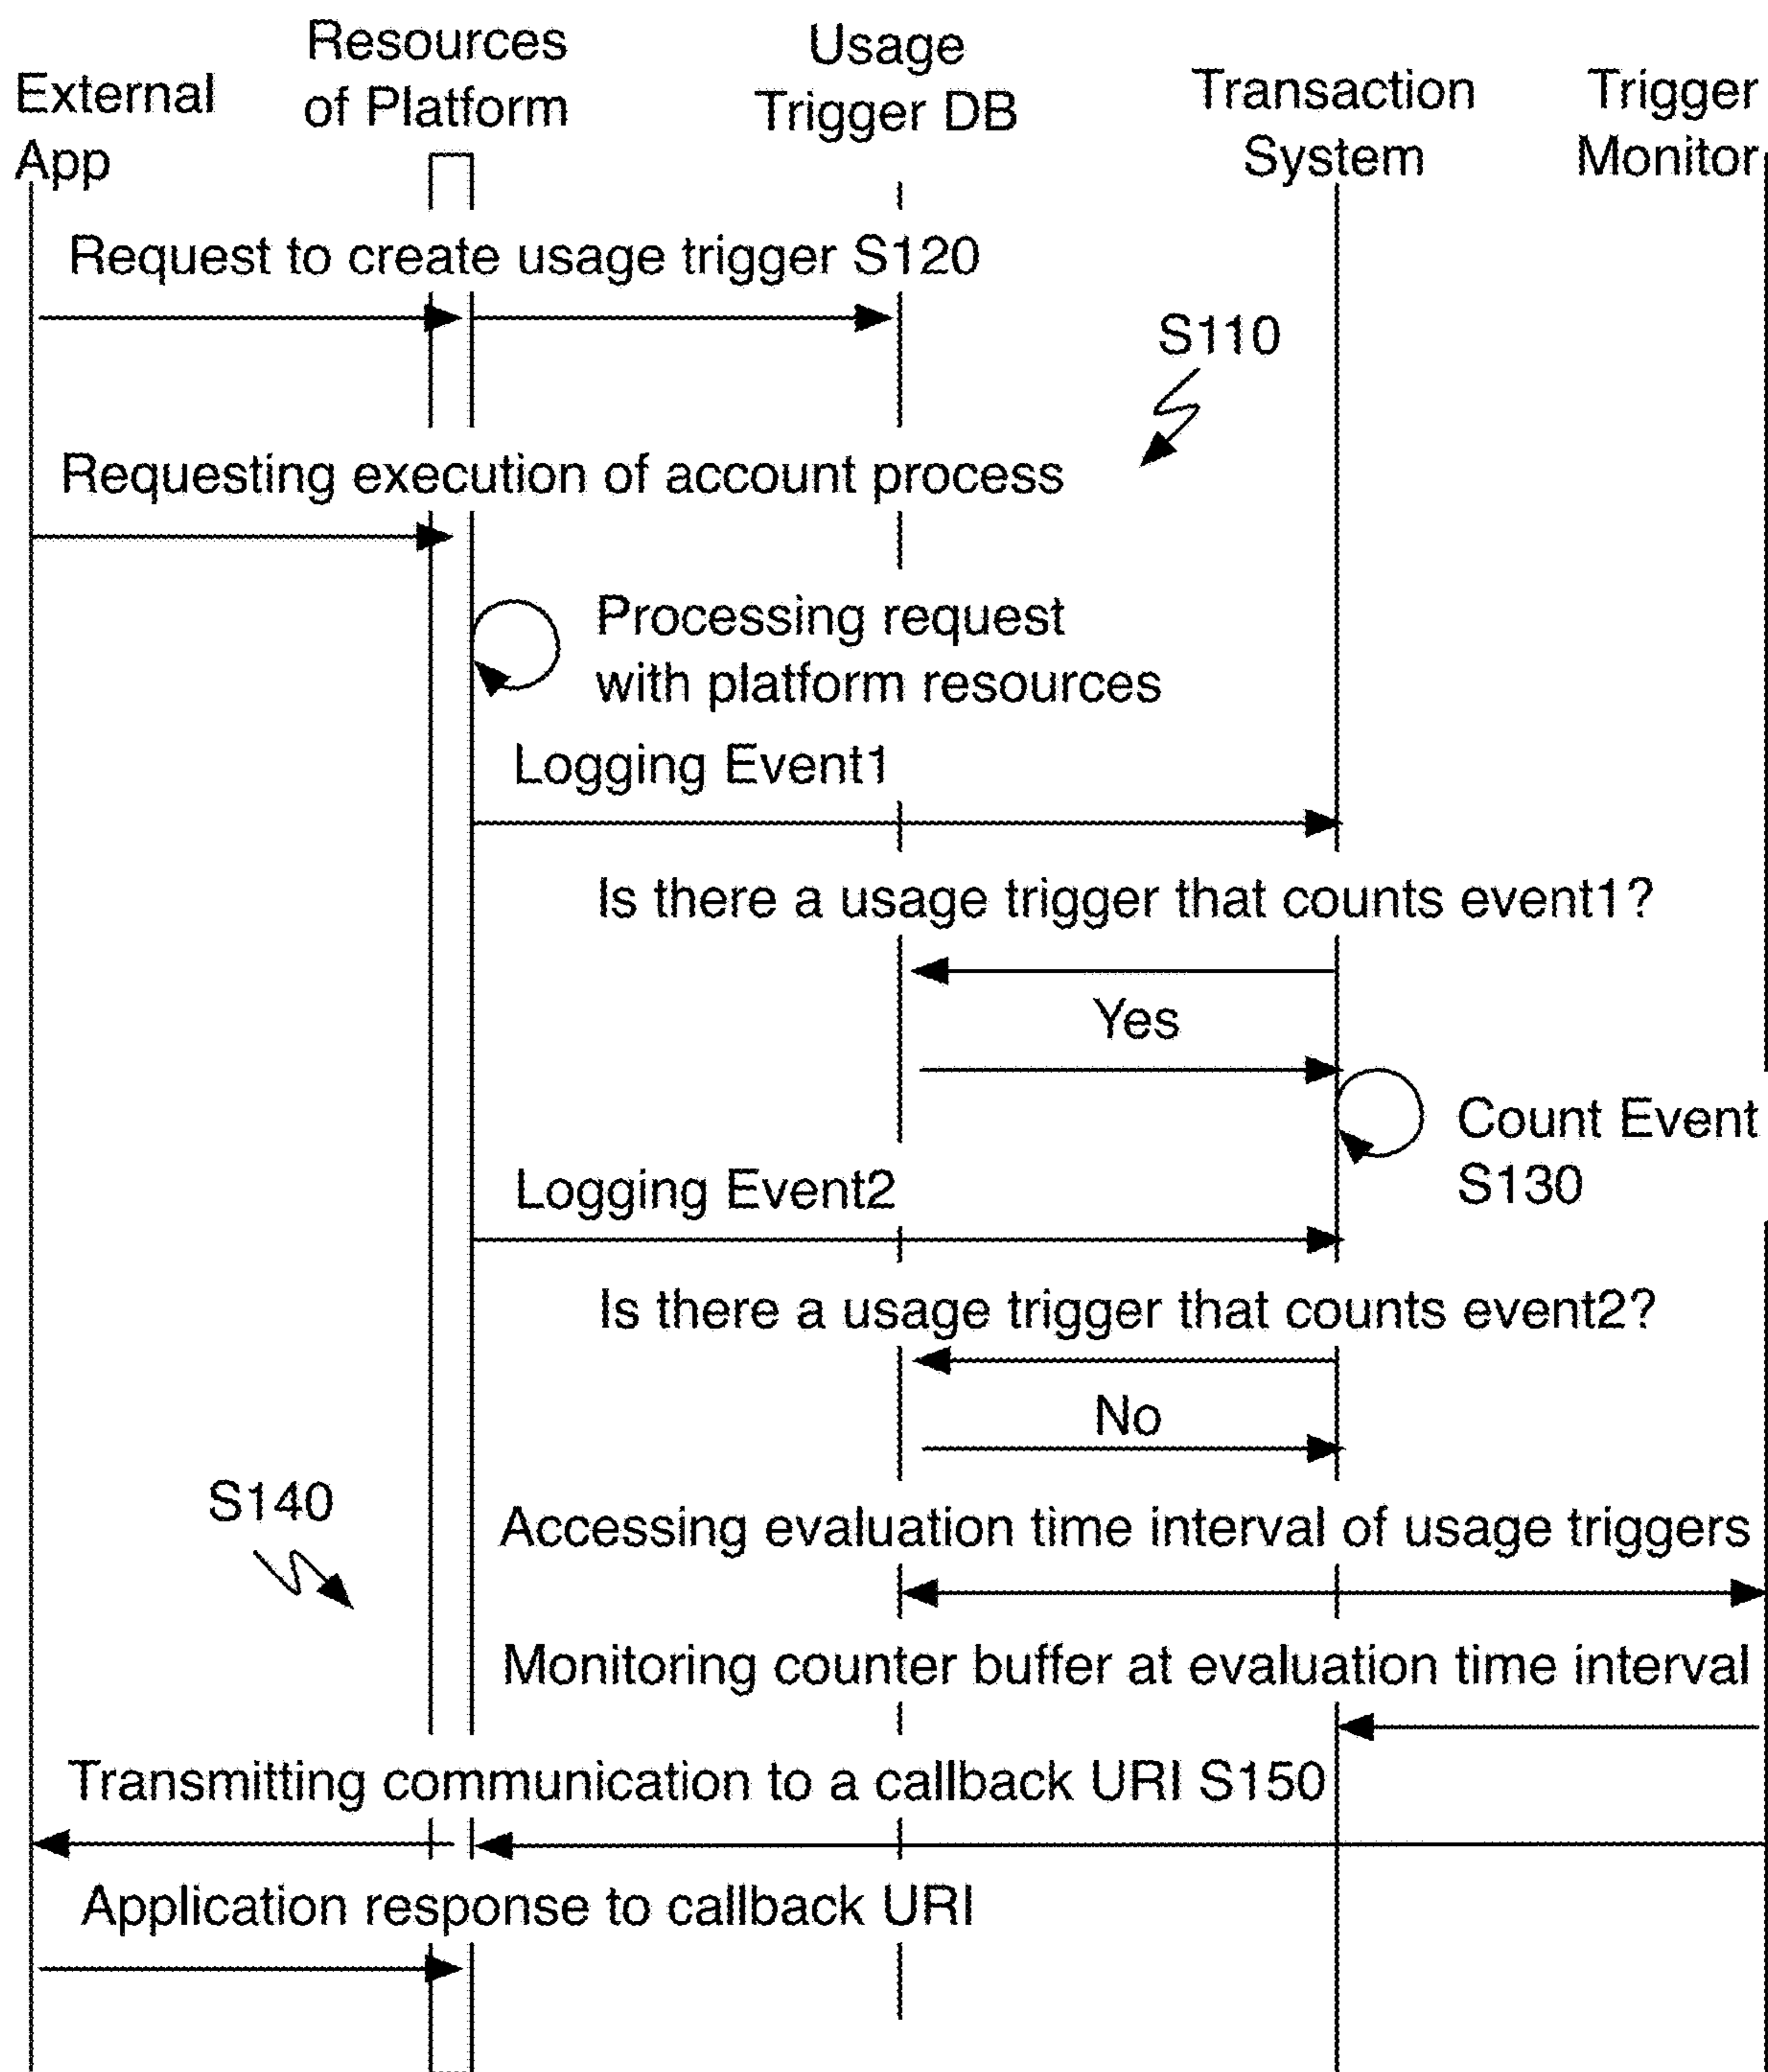 External
App
Resources
of Platform
Usage
Trigger DB
Transaction
System
Trigger
Monitor
Request to create usage trigger S120
S110
Requesting execution of account process
Processing request
with platform resources
Logging Event1
Is there a usage trigger that counts event1?
Yes
Count Event
S130
Logging Event2
Is there a usage trigger that counts event2?
No
S140
Accessing evaluation time interval of usage triggers
Monitoring counter buffer at evaluation time interval
Transmitting communication to a callback URI S150
Application response to callback URI